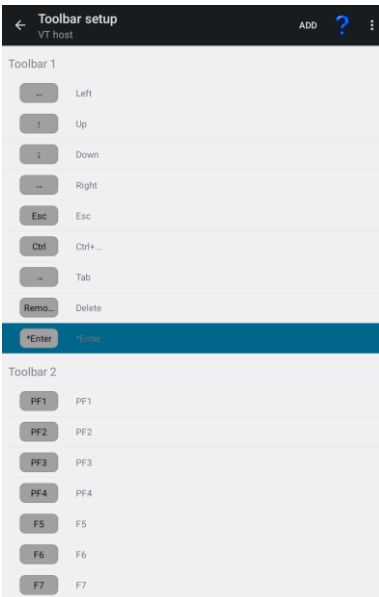 ← Toolbar setup ADD ?
VT host
Toolbar 1
Left
↑ Up
Down
Right
Esc Esc
Ctrl Ctrl+...
→ Tab
Remo... Delete
*Enter *Enter
Toolbar 2
PF1 PF1
PF2 PF2
PF3 PF3
PF4 PF4
F5 F5
F6 F6
F7 F7